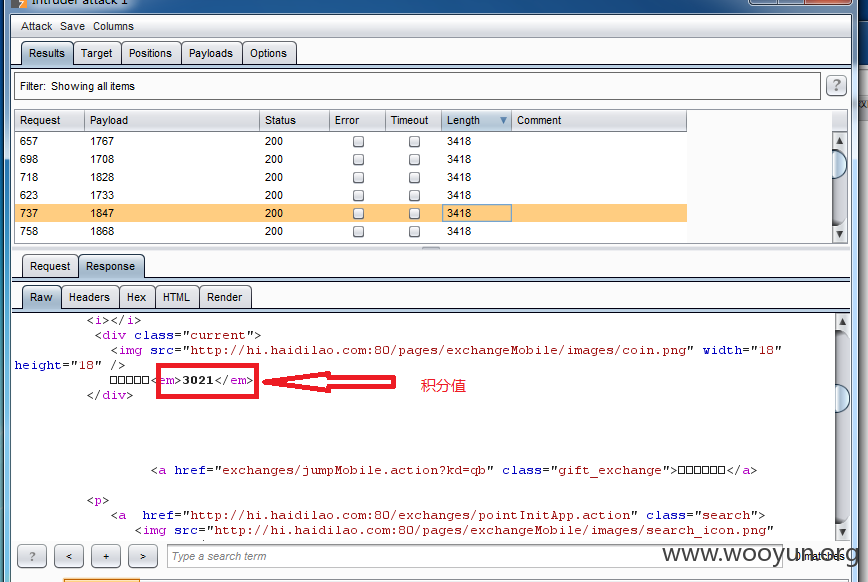 Intruder attack 1
Attack Save Columns
Results Target Positions Payloads Options
Filter: Showing all items
?
Request Payload Status Error Timeout Length Comment
657 1767 200 3418
698 1708 200 3418
718 1828 200 3418
623 1733 200 3418
737 1847 200 3418
758 1868 200 3418
Request Response
Raw Headers Hex HTML Render
<i></i>
<div class="current">
<img src="http://hi.haidilao.com:80/pages/exchangeMobile/images/coin.png" width="18"
height="18" />
□□□□□<em>3021</em>
积分值
</div>
<a href="exchanges/jumpMobile.action?kd=qb" class="gift_exchange">□□□□□□</a>
<p>
<a href="http://hi.haidilao.com:80/exchanges/pointInitApp.action" class="search">
<img src="http://hi.haidilao.com:80/pages/exchangeMobile/images/search_icon.png"
? < + > Type a search term 0 matches
www.wooyun.org